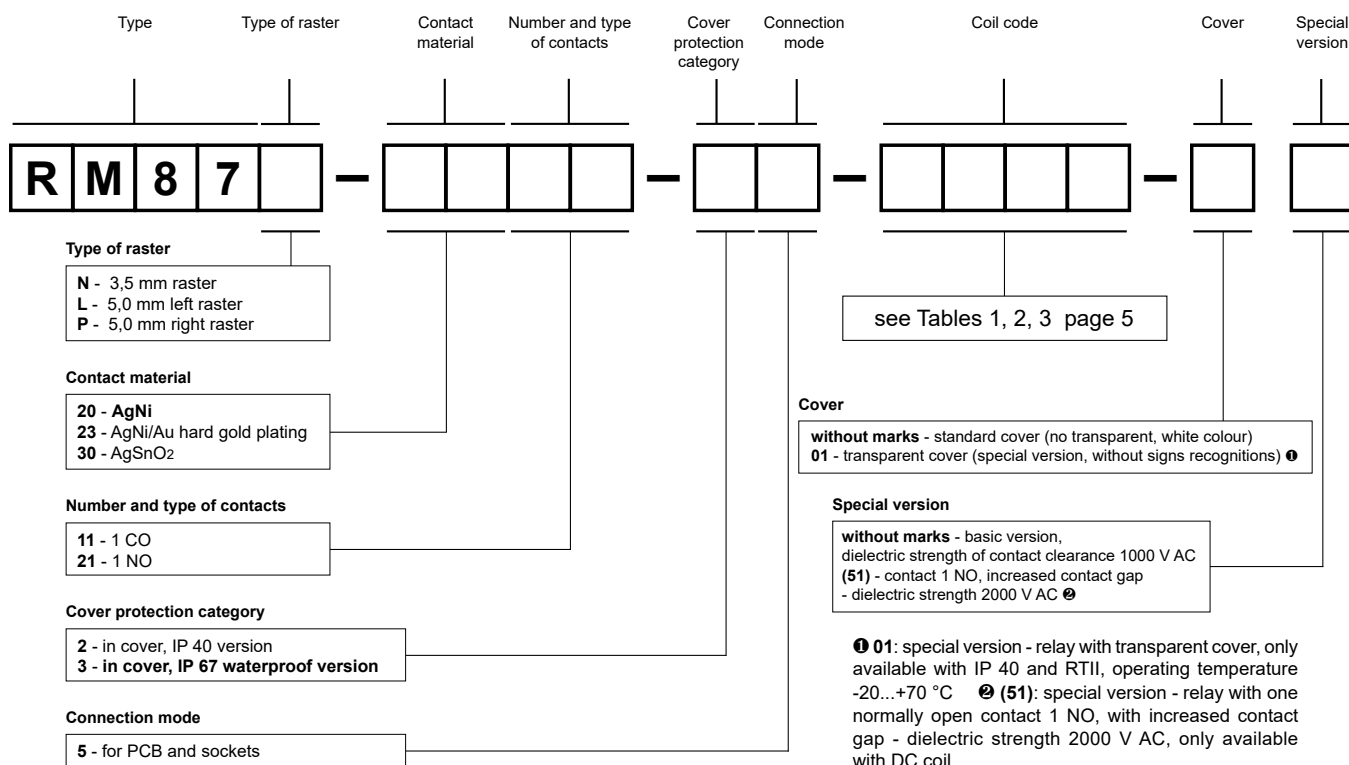 Type
Type of raster
Contact
material
Number and type
of contacts
Cover
protection
category
Connection
mode
Coil code
Cover
Special
version
R M 8 7 – – – –
Type of raster
N - 3,5 mm raster
L - 5,0 mm left raster
P - 5,0 mm right raster
see Tables 1, 2, 3 page 5
Contact material
20 - AgNi
23 - AgNi/Au hard gold plating
30 - AgSnO2
Cover
without marks - standard cover (no transparent, white colour)
01 - transparent cover (special version, without signs recognitions) ❶
Number and type of contacts
11 - 1 CO
21 - 1 NO
Special version
without marks - basic version,
dielectric strength of contact clearance 1000 V AC
(51) - contact 1 NO, increased contact gap
- dielectric strength 2000 V AC ❷
Cover protection category
2 - in cover, IP 40 version
3 - in cover, IP 67 waterproof version
Connection mode
5 - for PCB and sockets
❶ 01: special version - relay with transparent cover, only
available with IP 40 and RTII, operating temperature
-20...+70 °C ❷ (51): special version - relay with one
normally open contact 1 NO, with increased contact
gap - dielectric strength 2000 V AC, only available
with DC coil